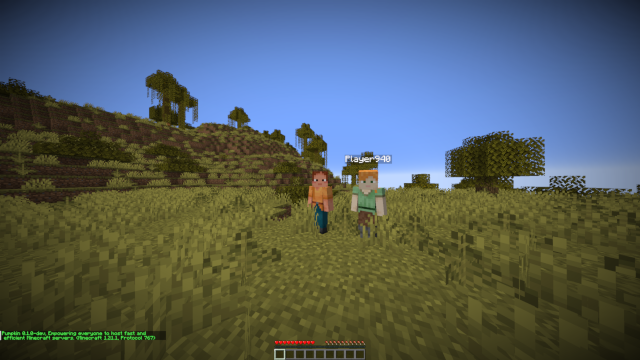 Player940
Pumpkin 0.1.0-dev, Empowering everyone to host fast and
efficient Minecraft servers. (Minecraft 1.21.1, Protocol 767)